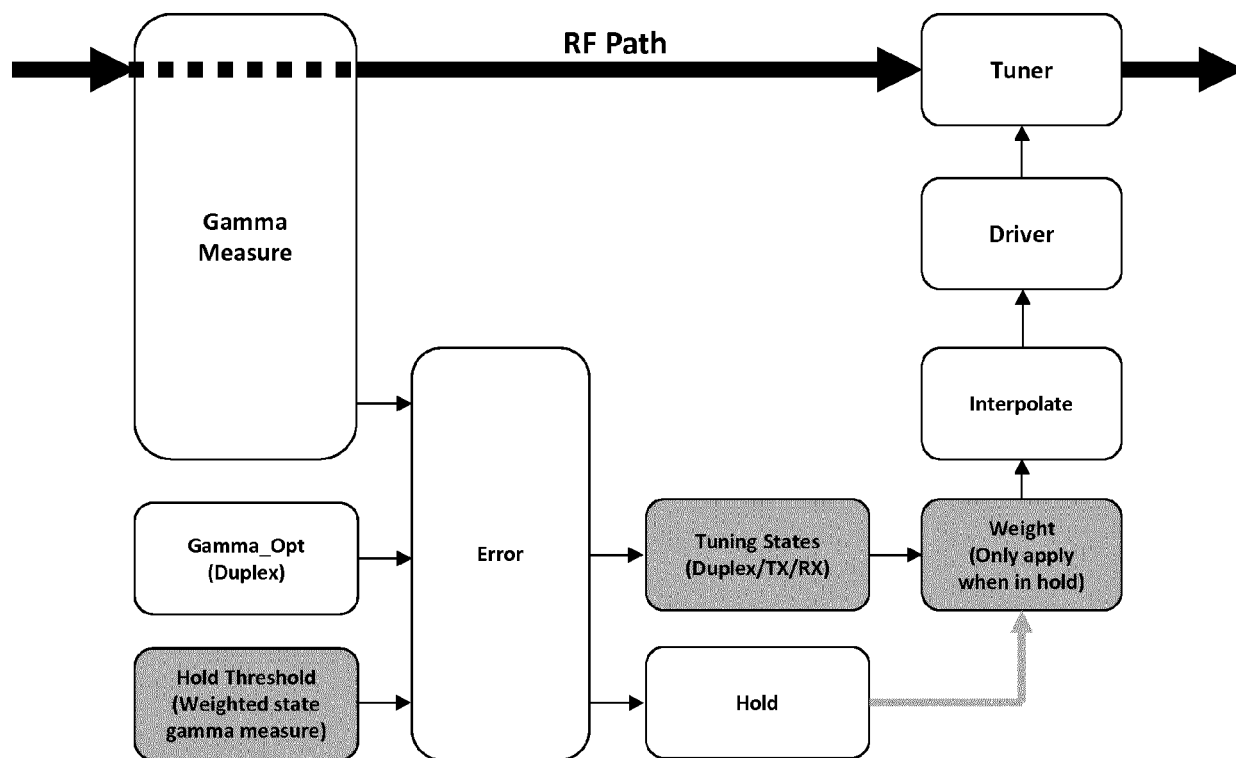 RF Path
Tuner
Gamma
Measure
Driver
Interpolate
Gamma_Opt
(Duplex)
Error
Tuning States
(Duplex/TX/RX)
Weight
(Only apply
when in hold)
Hold Threshold
(Weighted state
gamma measure)
Hold